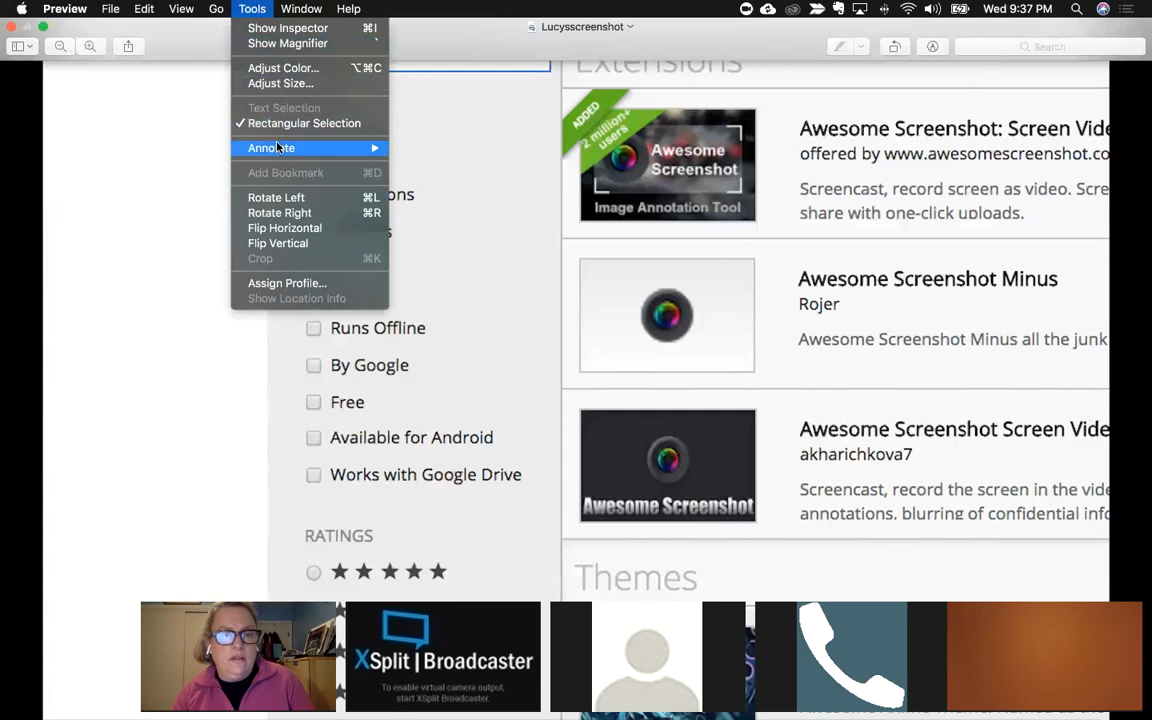 Preview File Edit View Go Tools Window Help Wed 9:37 PM
Lucysscreenshot
Search
Show Inspector ⌘I
Show Magnifier `
Adjust Color... ⌥⌘C
Adjust Size...
Text Selection
✓ Rectangular Selection
Annotate
Add Bookmark ⌘D
Rotate Left ⌘L
Rotate Right ⌘R
Flip Horizontal
Flip Vertical
Crop ⌘K
Assign Profile...
Show Location Info
Runs Offline
By Google
Free
Available for Android
Works with Google Drive
RATINGS
Extensions
ADDED
2 million+
users
Awesome
Screenshot
Image Annotation Tool
Awesome Screenshot: Screen Vide
offered by www.awesomescreenshot.co
Screencast, record screen as video. Scre
share with one-click uploads.
Awesome Screenshot Minus
Rojer
Awesome Screenshot Minus all the junk
Awesome Screenshot
Awesome Screenshot Screen Vide
akharichkova7
Screencast, record the screen in the vide
annotations, blurring of confidential info
Themes
XSplit | Broadcaster
To enable virtual camera output,
start XSplit Broadcaster.